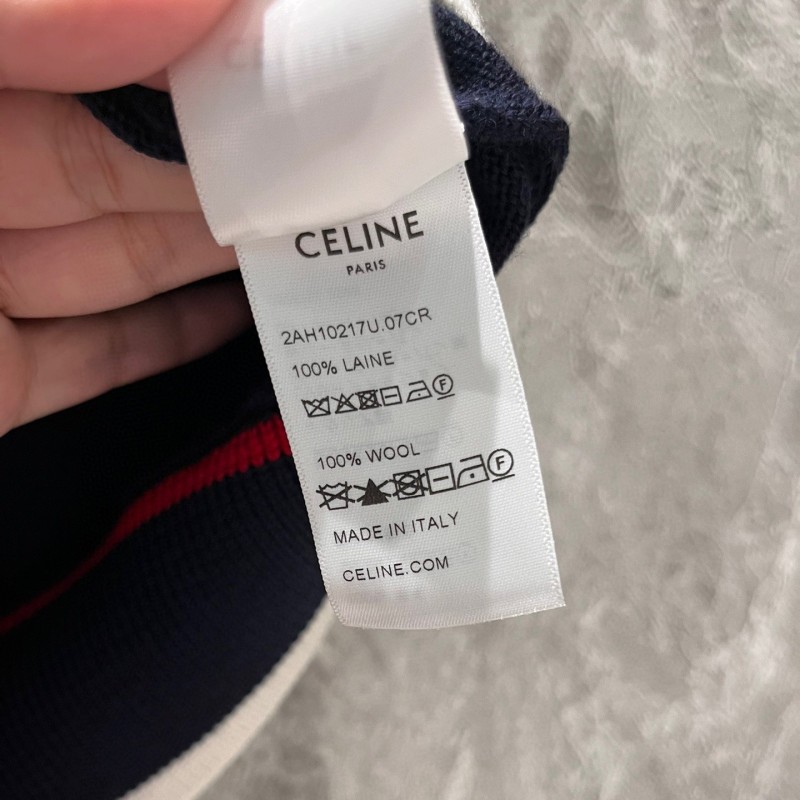 CELINE
PARIS
2AH10217U.07CR
100% LAINE
F
100% WOOL
F
MADE IN ITALY
CELINE.COM